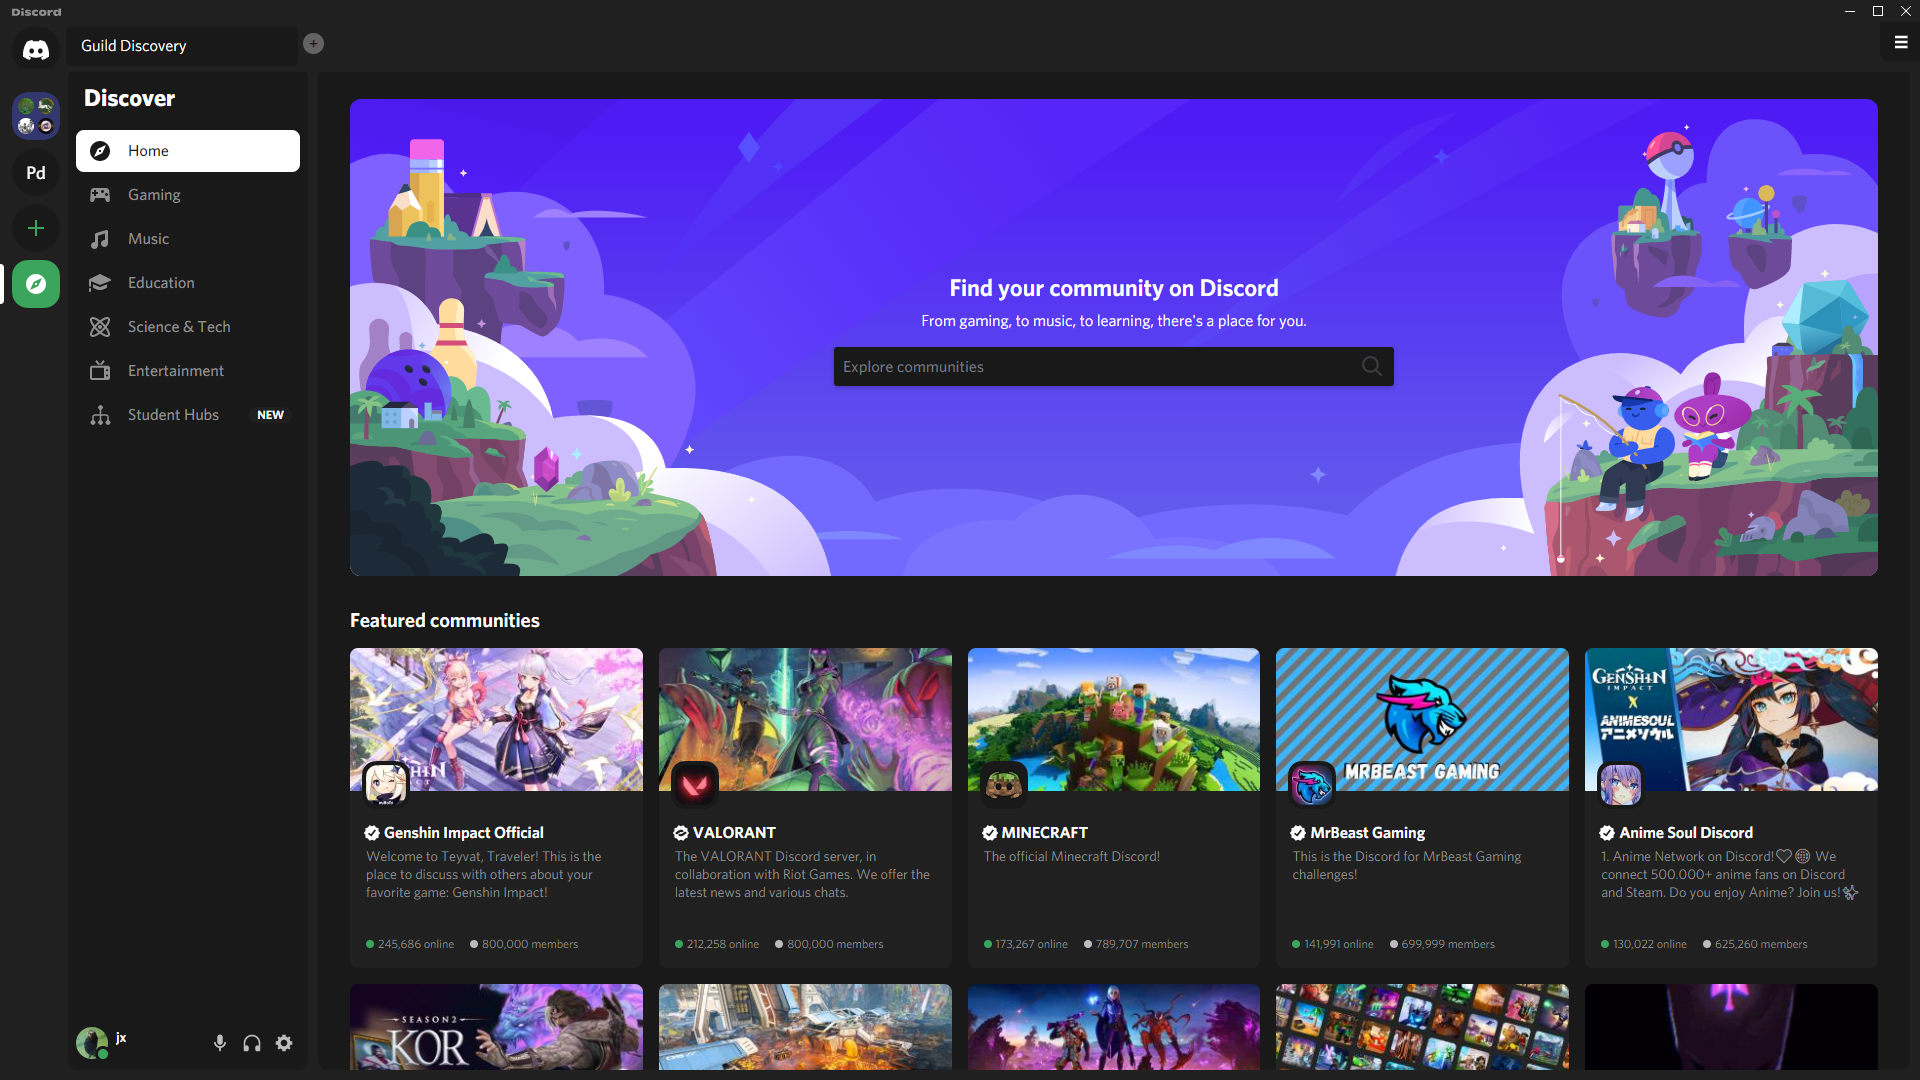 Discord
Guild Discovery
Discover
Home
Pd
Gaming
Music
Education
Science & Tech
Entertainment
Student Hubs NEW
Find your community on Discord
From gaming, to music, to learning, there's a place for you.
Explore communities
Featured communities
GENSHIN
IMPACT
X
ANIMESOUL
アニメソウル
MRBEAST GAMING
Genshin Impact Official
Welcome to Teyvat, Traveler! This is the
place to discuss with others about your
favorite game: Genshin Impact!
245,686 online 800,000 members
VALORANT
The VALORANT Discord server, in
collaboration with Riot Games. We offer the
latest news and various chats.
212,258 online 800,000 members
MINECRAFT
The official Minecraft Discord!
173,267 online 789,707 members
MrBeast Gaming
This is the Discord for MrBeast Gaming
challenges!
141,991 online 699,999 members
Anime Soul Discord
1. Anime Network on Discord! We
connect 500.000+ anime fans on Discord
and Steam. Do you enjoy Anime? Join us!
130,022 online 625,260 members
SEASON 2
KOR
jx